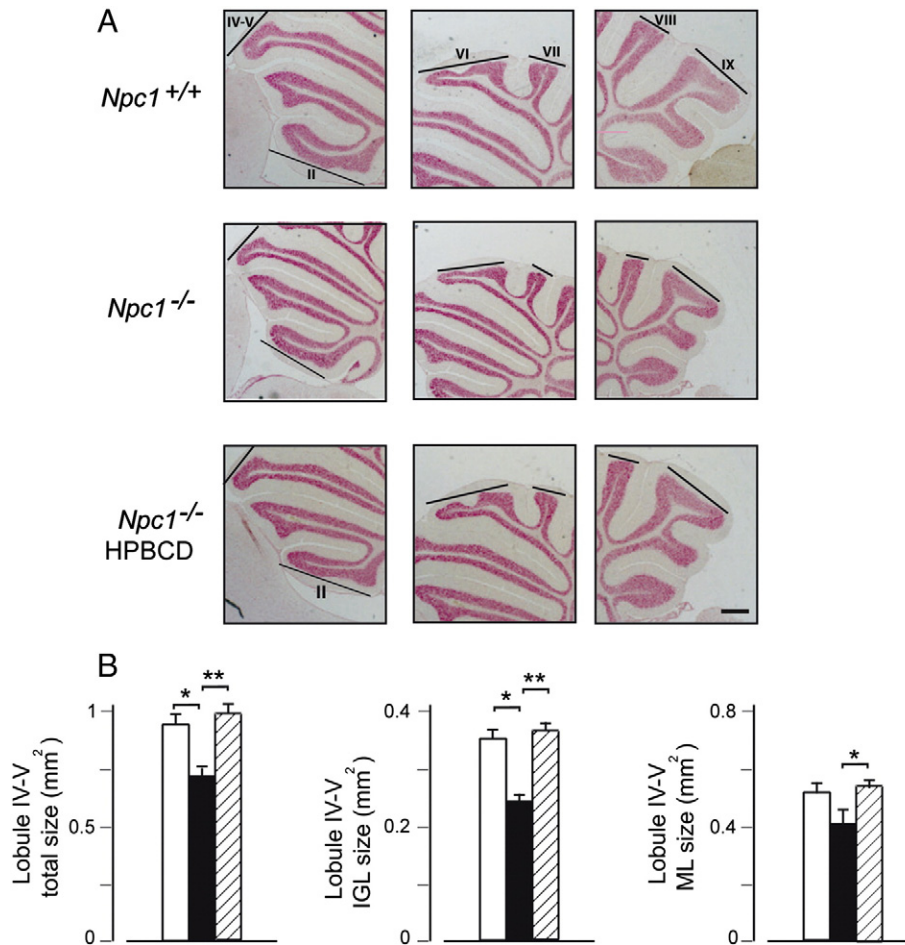 A
IV-V
II
VI
VII
VIII
IX
Npc1 +/+
Npc1-/-
Npc1-/-
HPBCD
II
B
Lobule IV-V
total size (mm2)
1
0.5
0
*
**
Lobule IV-V
IGL size (mm2)
0.4
0.2
0
*
**
Lobule IV-V
ML size (mm2)
0.8
0.4
0
*